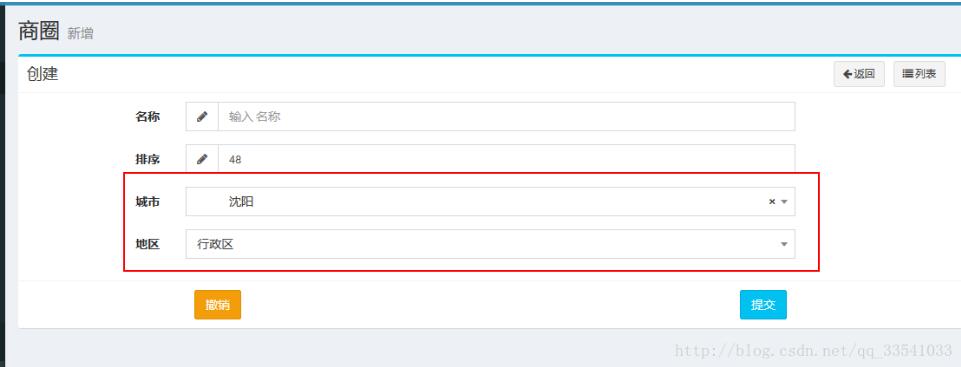 商圈 新增
创建 返回 列表
名称 输入 名称
排序 48
城市 沈阳 ×
地区 行政区
撤销 提交
http://blog.csdn.net/qq_33541033